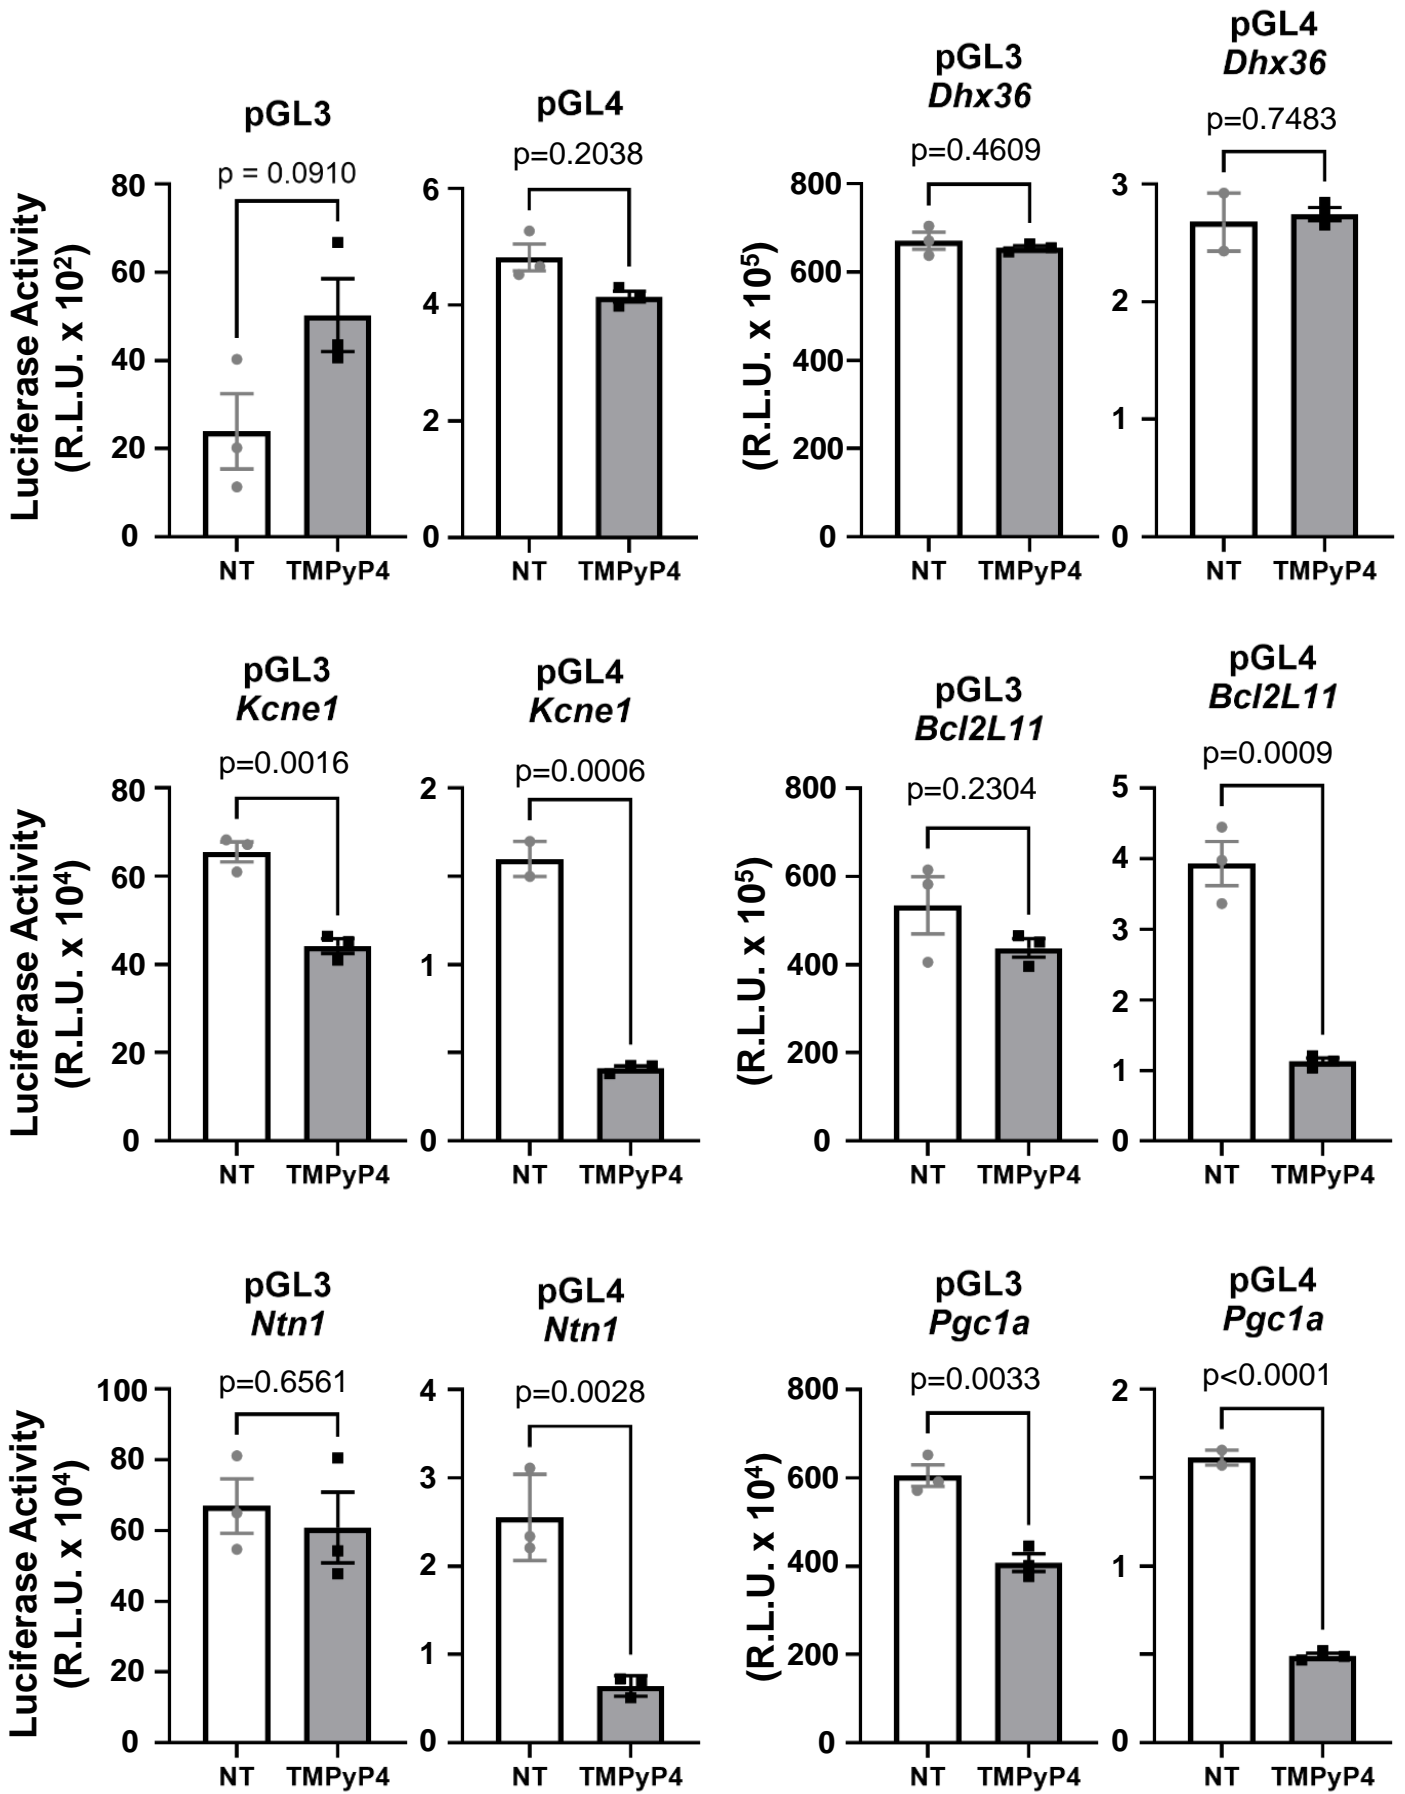 pGL3
p = 0.0910
Luciferase Activity
(R.L.U. x 10²)
80
60
40
20
0
NT TMPyP4
pGL4
p=0.2038
6
4
2
0
NT TMPyP4
pGL3
Dhx36
p=0.4609
(R.L.U. x 10⁵)
800
600
400
200
0
NT TMPyP4
pGL4
Dhx36
p=0.7483
3
2
1
0
NT TMPyP4
pGL3
Kcne1
p=0.0016
Luciferase Activity
(R.L.U. x 10⁴)
80
60
40
20
0
NT TMPyP4
pGL4
Kcne1
p=0.0006
2
1
0
NT TMPyP4
pGL3
Bcl2L11
p=0.2304
(R.L.U. x 10⁵)
800
600
400
200
0
NT TMPyP4
pGL4
Bcl2L11
p=0.0009
5
4
3
2
1
0
NT TMPyP4
pGL3
Ntn1
p=0.6561
Luciferase Activity
(R.L.U. x 10⁴)
100
80
60
40
20
0
NT TMPyP4
pGL4
Ntn1
p=0.0028
4
3
2
1
0
NT TMPyP4
pGL3
Pgc1a
p=0.0033
(R.L.U. x 10⁴)
800
600
400
200
0
NT TMPyP4
pGL4
Pgc1a
p<0.0001
2
1
0
NT TMPyP4